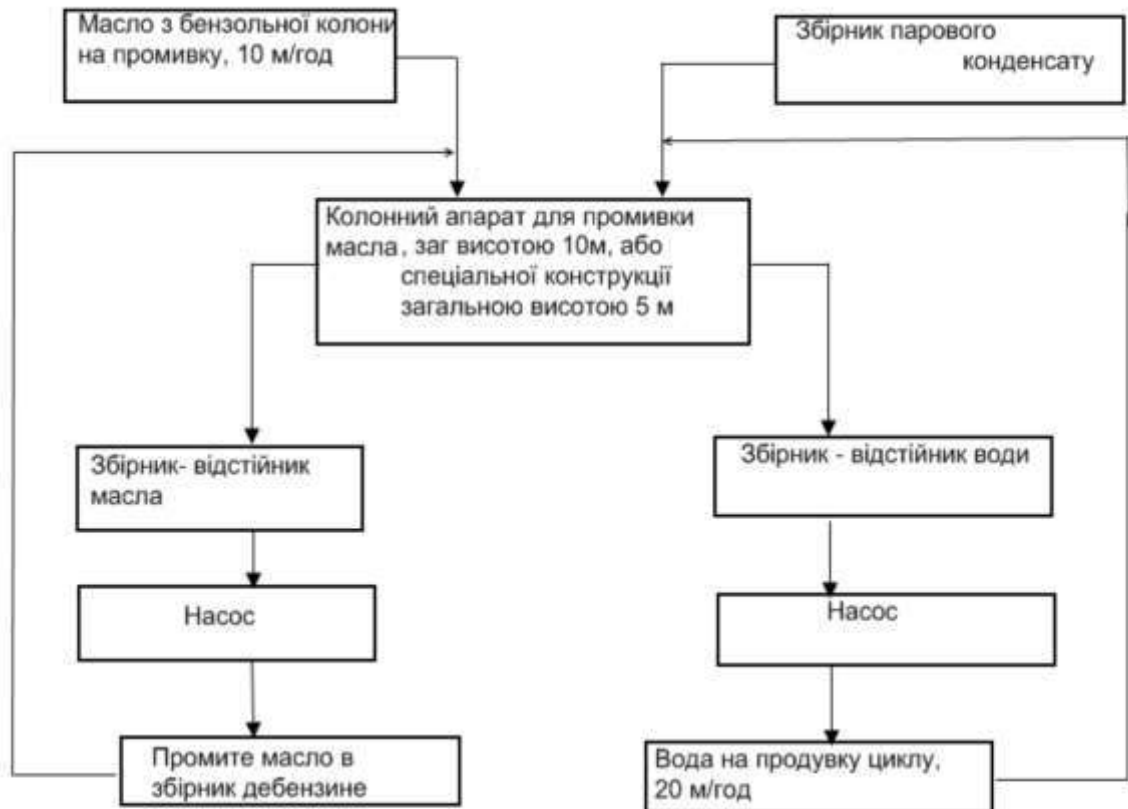 Масло з бензольної колони
на промивку, 10 м/год
Збірник парового
конденсату
Колонний апарат для промивки
масла, заг висотою 10м, або
спеціальної конструкції
загальною висотою 5 м
Збірник- відстійник
масла
Збірник - відстійник води
Насос
Насос
Промите масло в
збірник дебензине
Вода на продувку циклу,
20 м/год